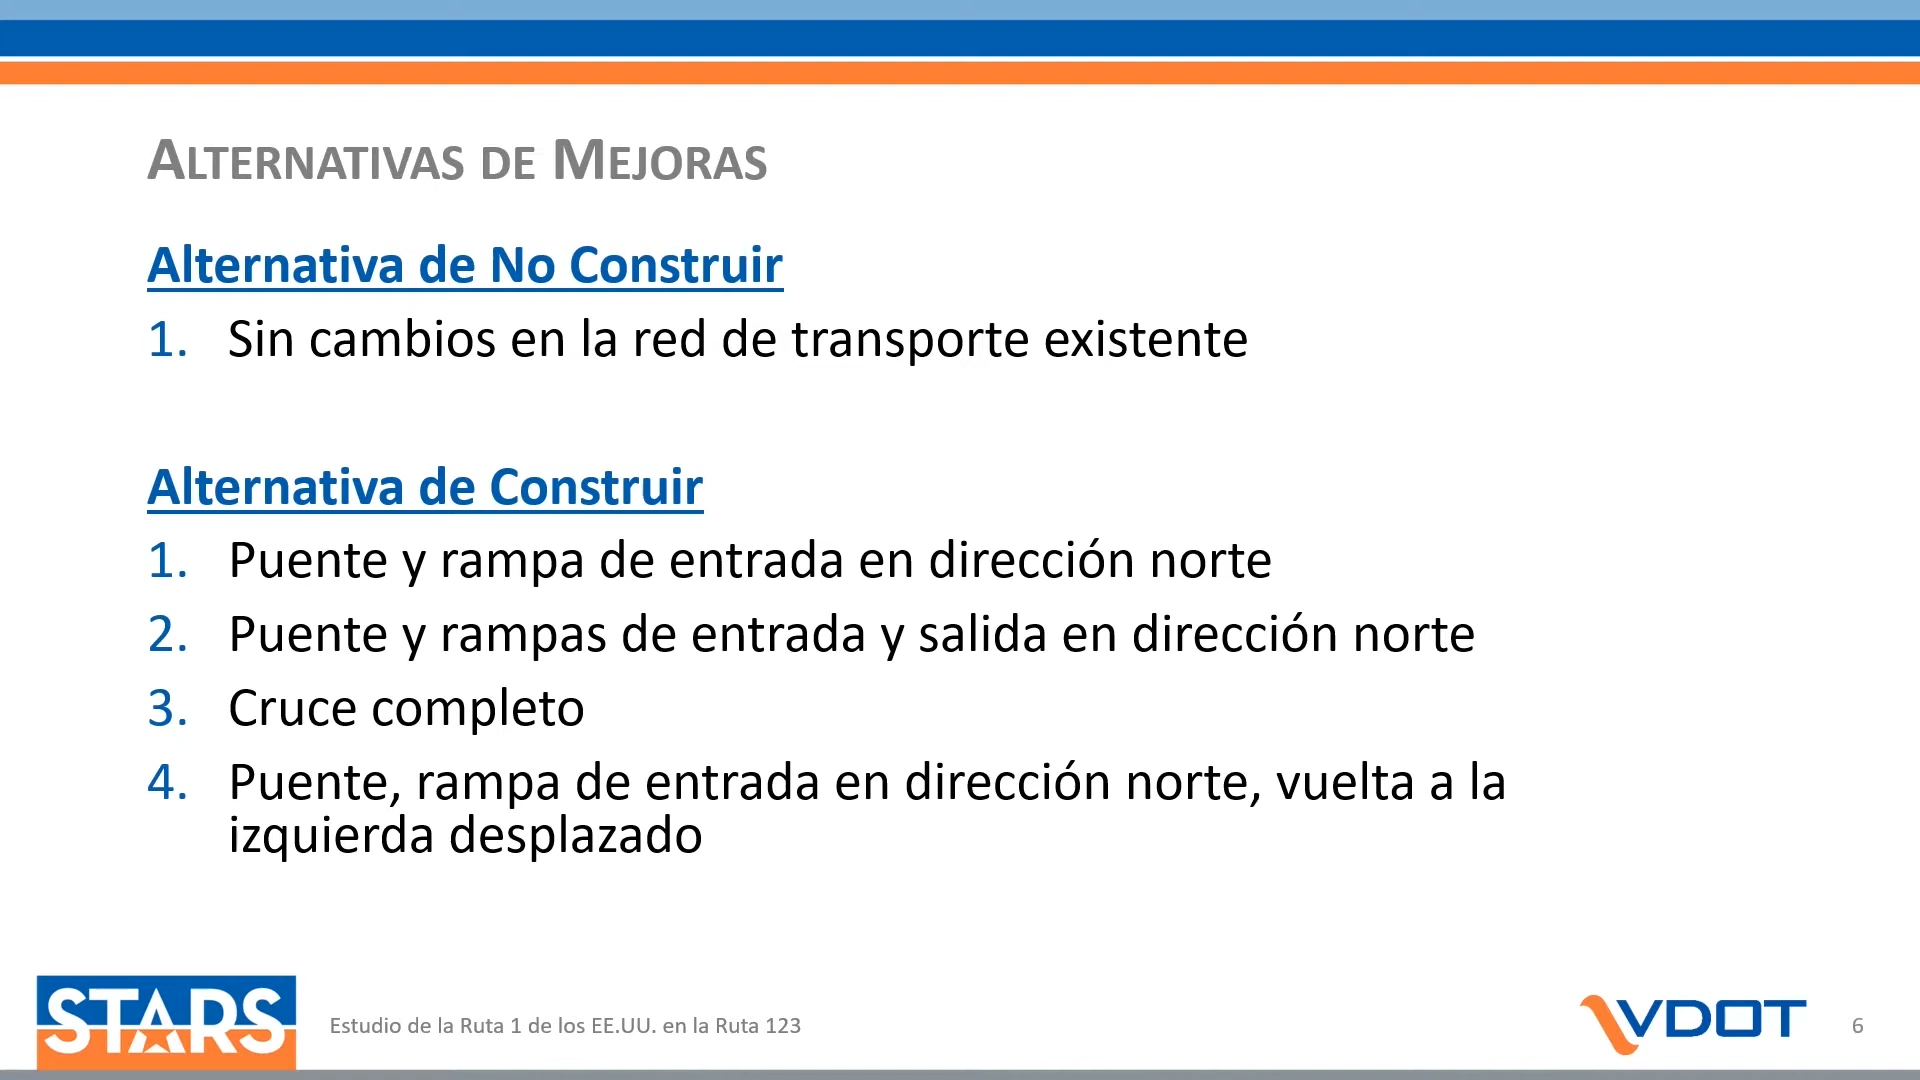 ALTERNATIVAS DE MEJORAS
Alternativa de No Construir
1. Sin cambios en la red de transporte existente
Alternativa de Construir
1. Puente y rampa de entrada en dirección norte
2. Puente y rampas de entrada y salida en dirección norte
3. Cruce completo
4. Puente, rampa de entrada en dirección norte, vuelta a la
izquierda desplazado
STARS
Estudio de la Ruta 1 de los EE.UU. en la Ruta 123
VDOT
6